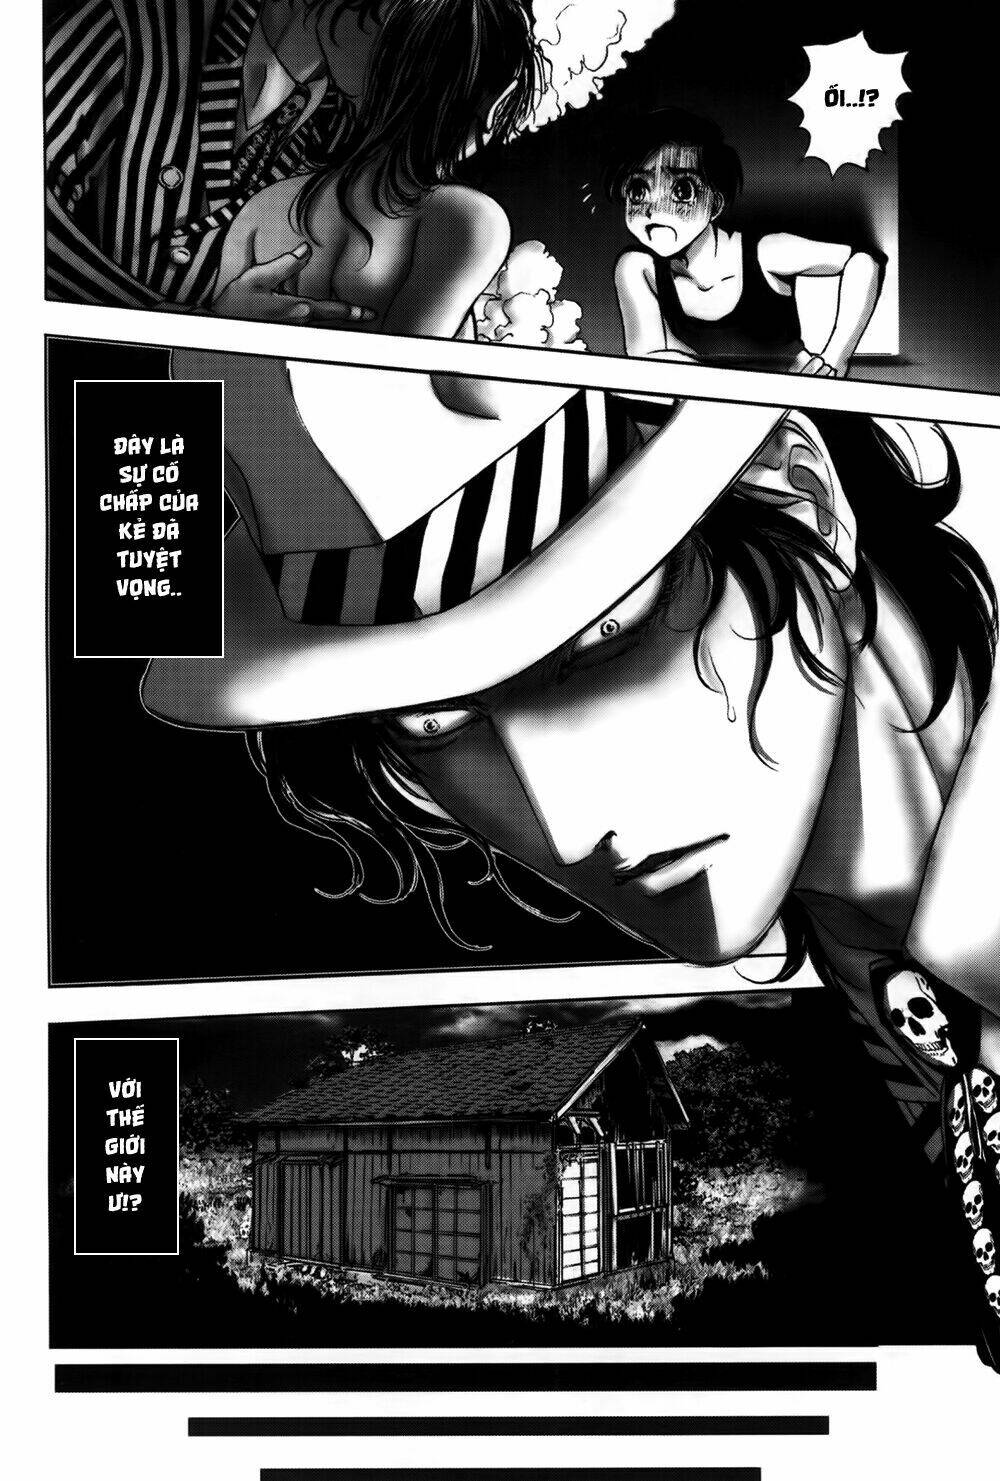 ỐI..!?
ĐÂY LÀ
SỰ CỐ
CHẤP CỦA
KẺ ĐÃ
TUYỆT
VỌNG..
VỚI
THẾ
GIỚI
NÀY
Ư!?